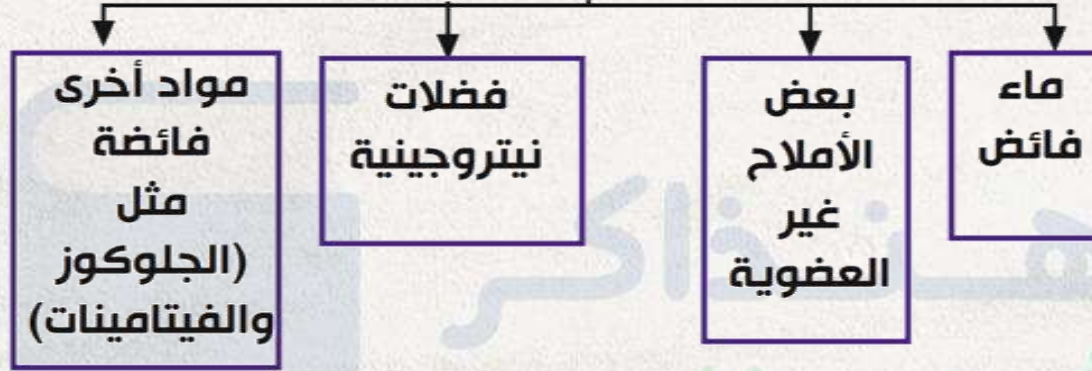 ماء
فائض
بعض
الأملاح
غير
العضوية
فضلات
نيتروجينية
مواد أخرى
فائضة
مثل
(الجلوكوز
والفيتامينات)